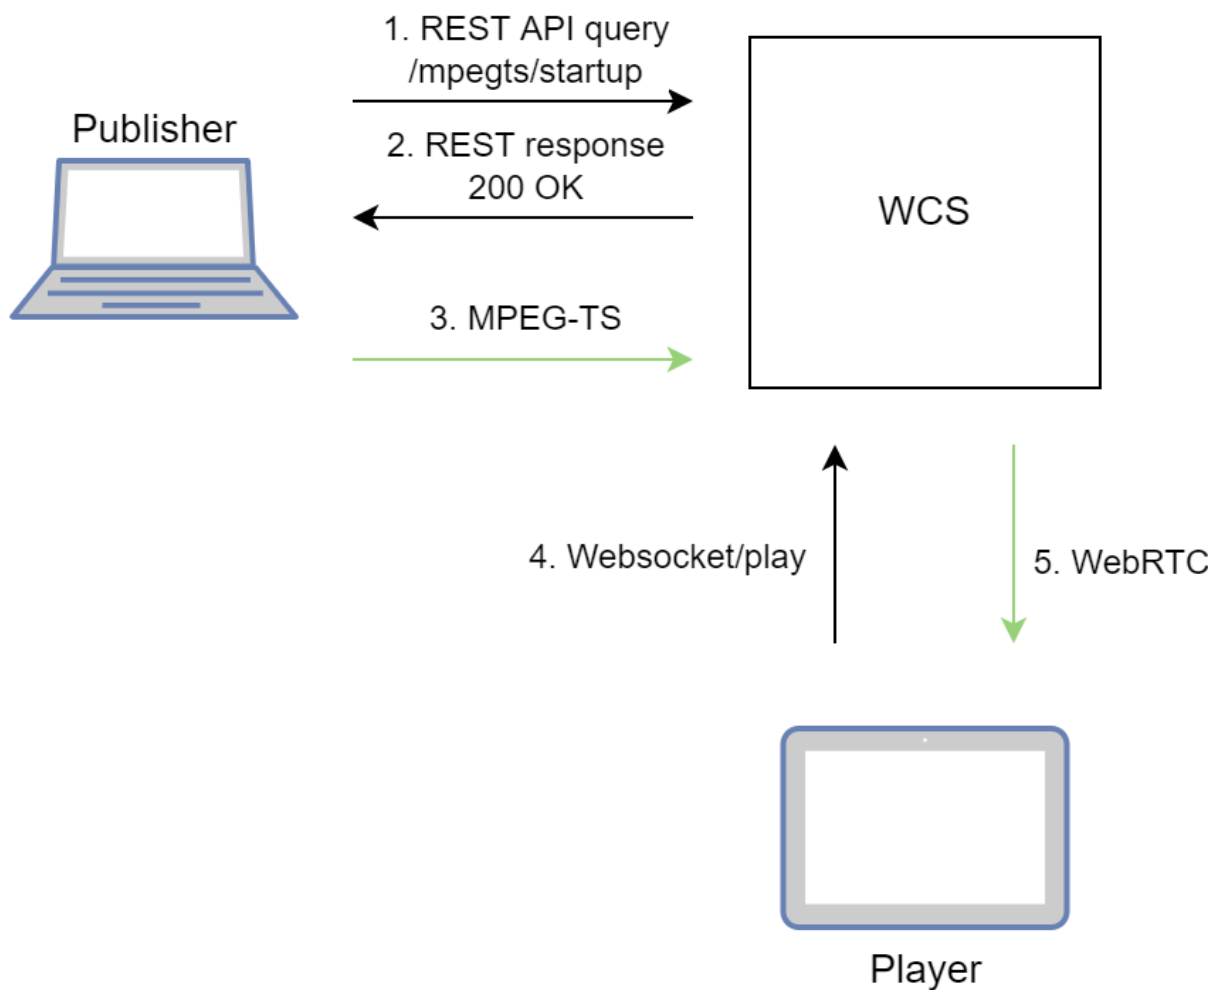 1. REST API query
/mpegts/startup
Publisher
2. REST response
200 OK
WCS
3. MPEG-TS
4. Websocket/play
5. WebRTC
Player